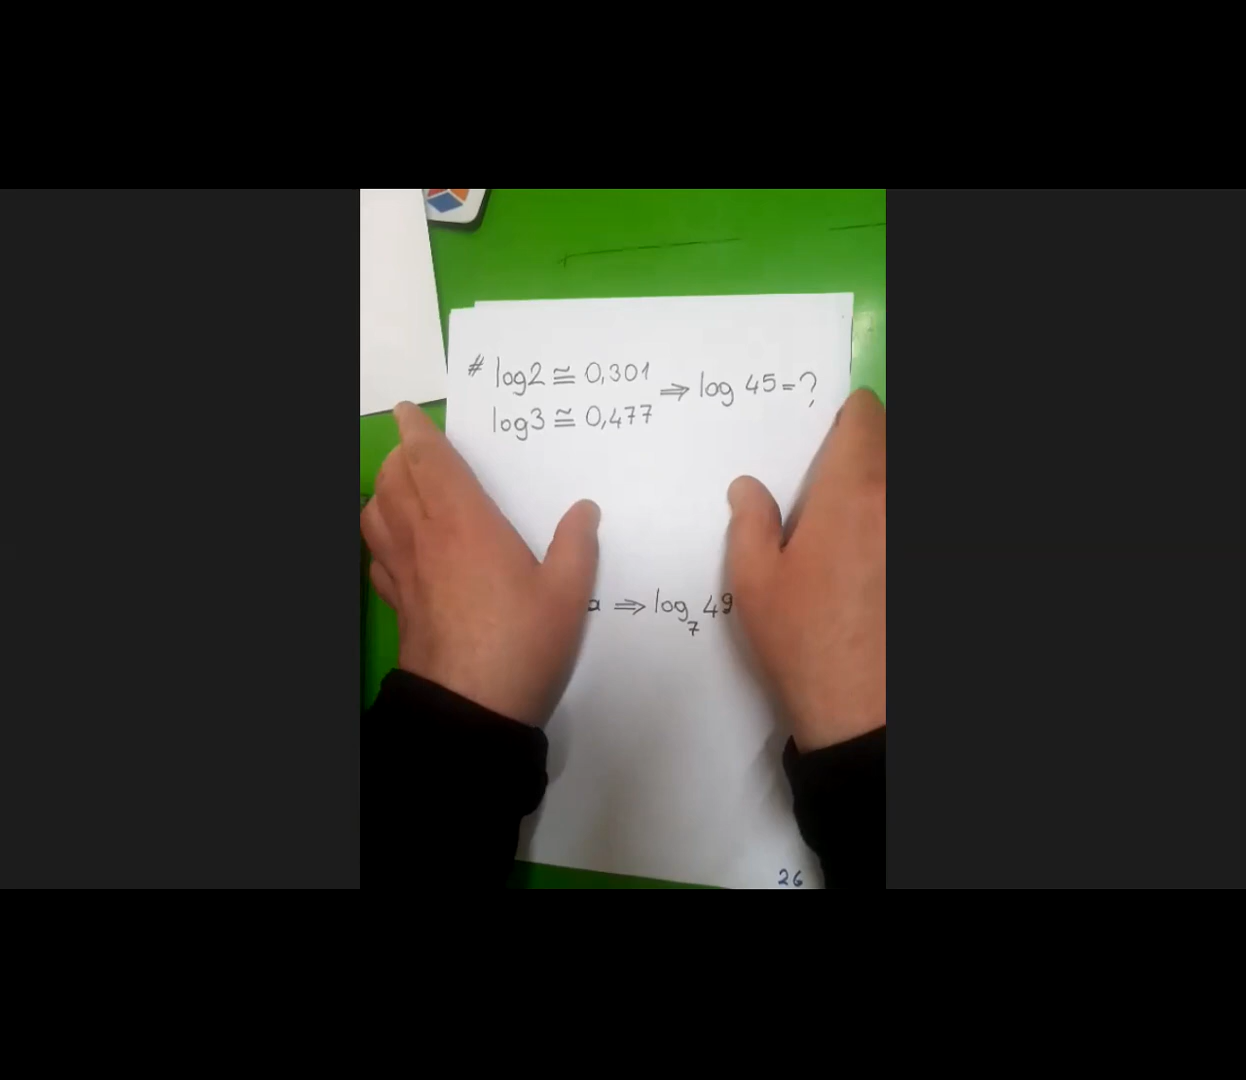 # log2 ≅ 0,301 ⇒ log 45 = ?
log3 ≅ 0,477
a ⇒ log₇ 49
26